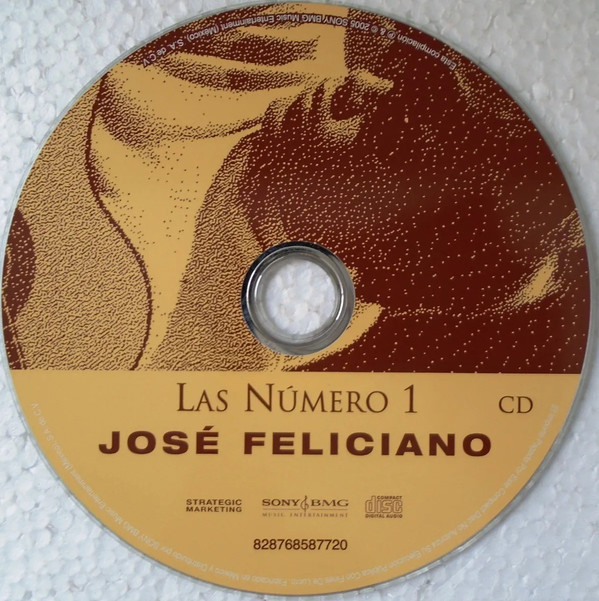 Esta compilación ℗ & © 2005 SONY BMG Music Entertainment (México), S.A. de C.V.
LAS NÚMERO 1
CD
JOSÉ FELICIANO
STRATEGIC
MARKETING
SONY BMG
MUSIC ENTERTAINMENT
COMPACT
disc
DIGITAL AUDIO
828768587720